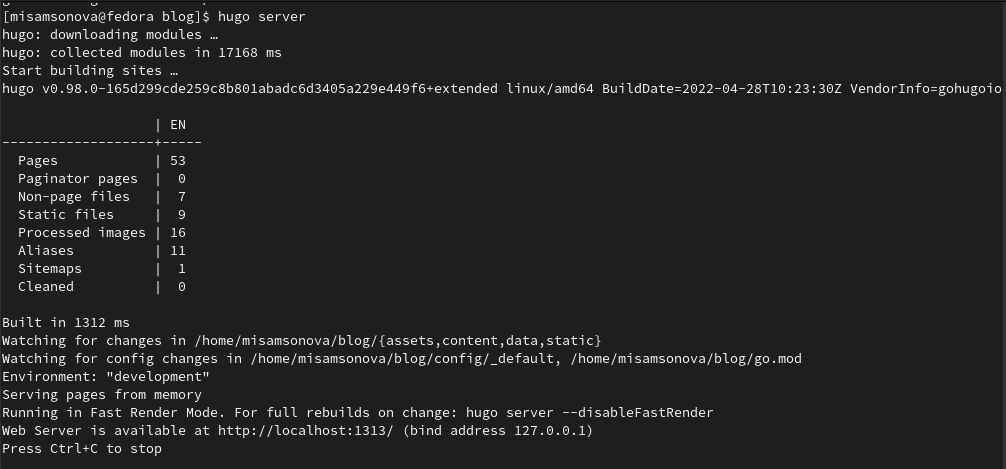 [misamsonova@fedora blog]$ hugo server
hugo: downloading modules …
hugo: collected modules in 17168 ms
Start building sites …
hugo v0.98.0-165d299cde259c8b801abadc6d3405a229e449f6+extended linux/amd64 BuildDate=2022-04-28T10:23:30Z VendorInfo=gohugoio
| EN
-------------------+-----
Pages | 53
Paginator pages | 0
Non-page files | 7
Static files | 9
Processed images | 16
Aliases | 11
Sitemaps | 1
Cleaned | 0
Built in 1312 ms
Watching for changes in /home/misamsonova/blog/{assets,content,data,static}
Watching for config changes in /home/misamsonova/blog/config/_default, /home/misamsonova/blog/go.mod
Environment: "development"
Serving pages from memory
Running in Fast Render Mode. For full rebuilds on change: hugo server --disableFastRender
Web Server is available at http://localhost:1313/ (bind address 127.0.0.1)
Press Ctrl+C to stop